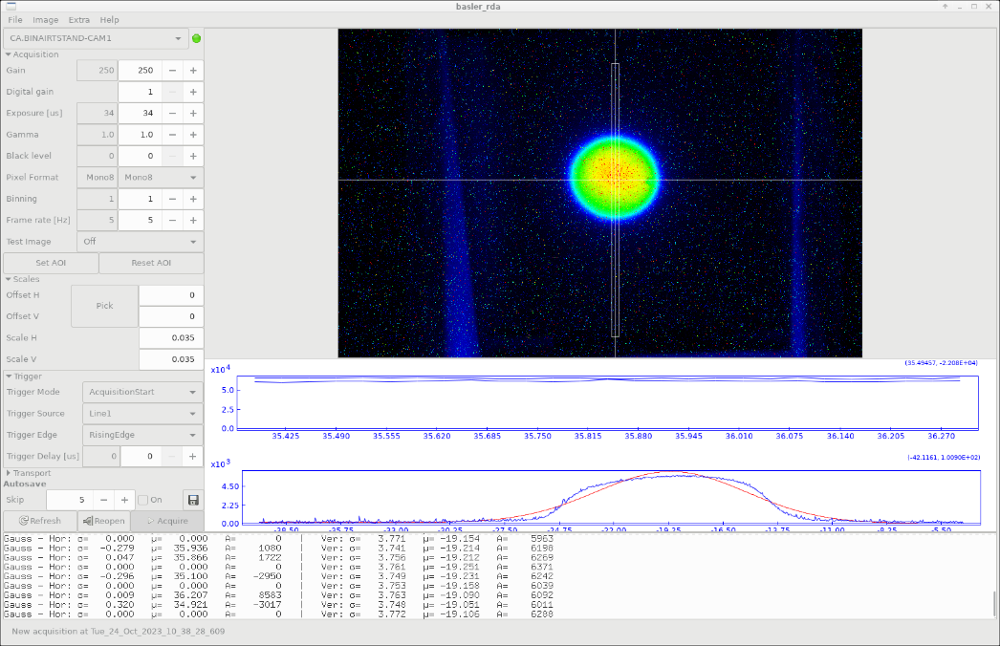 basler_rda
File Image Extra Help
CA.BINAIRTSTAND-CAM1
Acquisition
Gain 250 250 − +
Digital gain 1 − +
Exposure [us] 34 34 − +
Gamma 1.0 1.0 − +
Black level 0 0 − +
Pixel Format Mono8 Mono8
Binning 1 1 − +
Frame rate [Hz] 5 5 − +
Test Image Off
Set AOI Reset AOI
Scales
Offset H 0
Pick
Offset V 0
Scale H 0.035
Scale V 0.035
Trigger
Trigger Mode AcquisitionStart
Trigger Source Line1
Trigger Edge RisingEdge
Trigger Delay [us] 0 0 − +
Transport
Autosave
Skip 5 − + On
Refresh Reopen Acquire
(35.49457, -2.208E+04)
x10⁴
5.0
2.5
0.0
35.425 35.490 35.555 35.620 35.685 35.750 35.815 35.880 35.945 36.010 36.075 36.140 36.205 36.270
(-42.1161, 1.0090E+02)
x10³
4.50
2.25
0.00
-38.50 -35.75 -33.00 -30.25 -27.50 -24.75 -22.00 -19.25 -16.50 -13.75 -11.00 -8.25 -5.50
Gauss - Hor: σ= 0.000 μ= 0.000 A= 0 | Ver: σ= 3.771 μ= -19.154 A= 5963
Gauss - Hor: σ= -0.279 μ= 35.936 A= 1080 | Ver: σ= 3.741 μ= -19.214 A= 6198
Gauss - Hor: σ= 0.047 μ= 35.866 A= 1722 | Ver: σ= 3.756 μ= -19.212 A= 6269
Gauss - Hor: σ= 0.000 μ= 0.000 A= 0 | Ver: σ= 3.761 μ= -19.251 A= 6371
Gauss - Hor: σ= -0.296 μ= 35.100 A= -2950 | Ver: σ= 3.749 μ= -19.231 A= 6242
Gauss - Hor: σ= 0.000 μ= 0.000 A= 0 | Ver: σ= 3.753 μ= -19.158 A= 6039
Gauss - Hor: σ= 0.009 μ= 36.207 A= 8583 | Ver: σ= 3.763 μ= -19.090 A= 6092
Gauss - Hor: σ= 0.320 μ= 34.921 A= -3017 | Ver: σ= 3.748 μ= -19.051 A= 6011
Gauss - Hor: σ= 0.000 μ= 0.000 A= 0 | Ver: σ= 3.772 μ= -19.106 A= 6288
New acquisition at Tue_24_Oct_2023_10_38_28_609